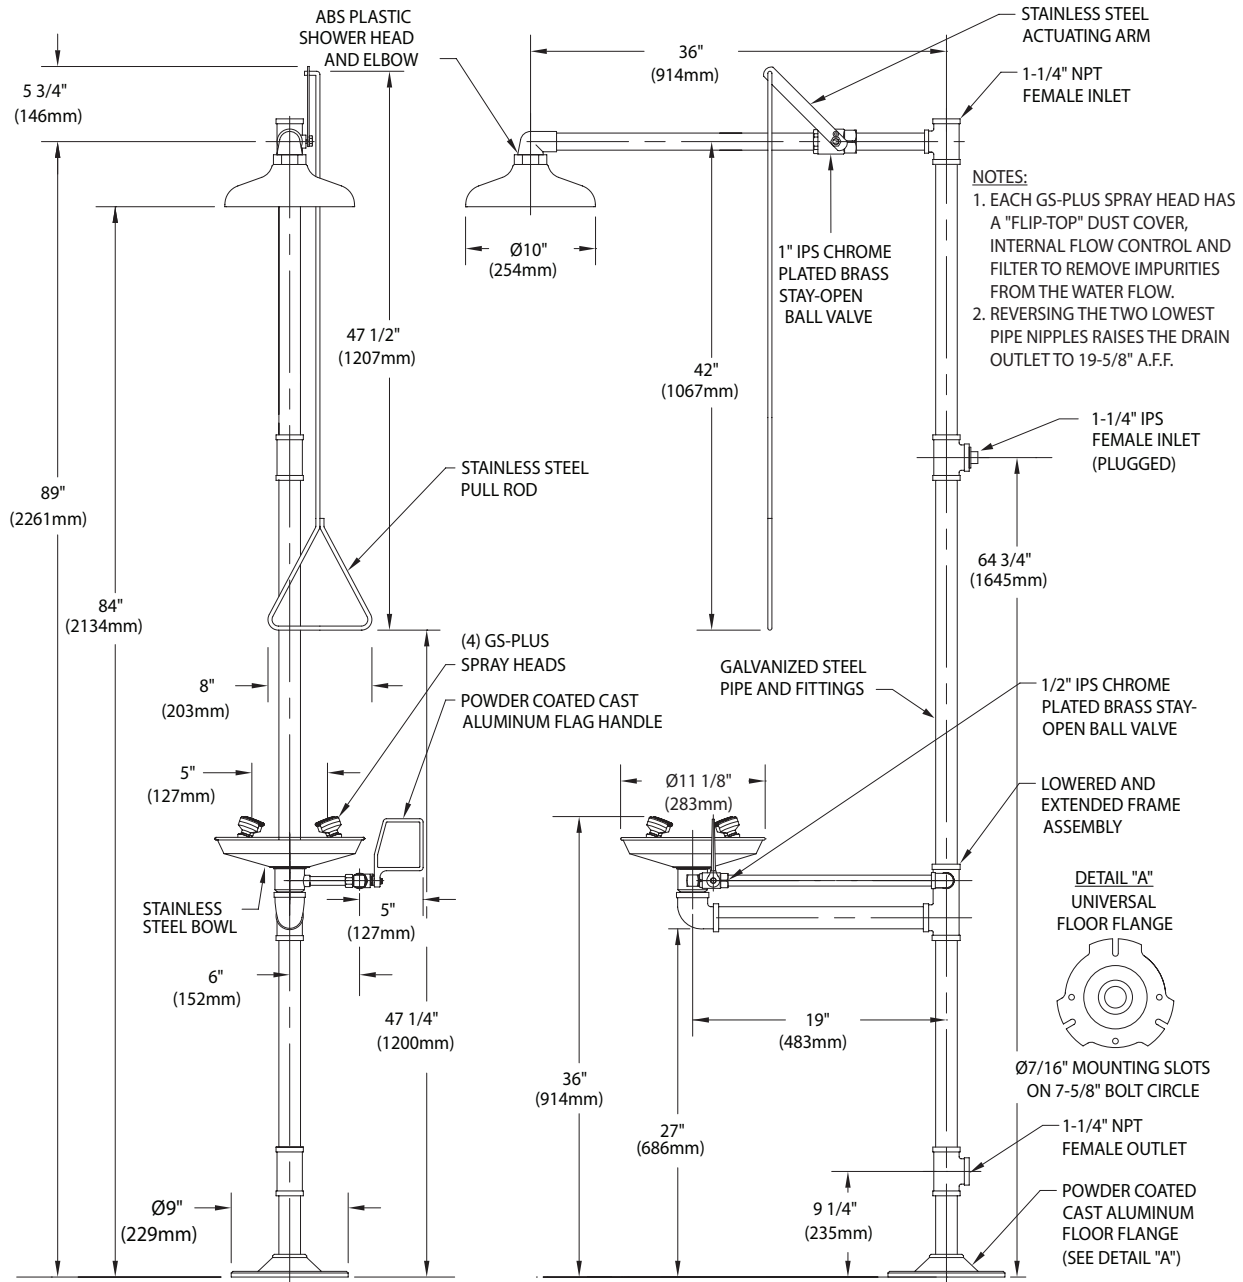 ABS PLASTIC
SHOWER HEAD
AND ELBOW
5 3/4"
(146mm)
36"
(914mm)
STAINLESS STEEL
ACTUATING ARM
1-1/4" NPT
FEMALE INLET
NOTES:
1. EACH GS-PLUS SPRAY HEAD HAS
A "FLIP-TOP" DUST COVER,
INTERNAL FLOW CONTROL AND
FILTER TO REMOVE IMPURITIES
FROM THE WATER FLOW.
2. REVERSING THE TWO LOWEST
PIPE NIPPLES RAISES THE DRAIN
OUTLET TO 19-5/8" A.F.F.
Ø10"
(254mm)
1" IPS CHROME
PLATED BRASS
STAY-OPEN
BALL VALVE
47 1/2"
(1207mm)
42"
(1067mm)
1-1/4" IPS
FEMALE INLET
(PLUGGED)
STAINLESS STEEL
PULL ROD
89"
(2261mm)
64 3/4"
(1645mm)
84"
(2134mm)
(4) GS-PLUS
SPRAY HEADS
8"
(203mm)
POWDER COATED CAST
ALUMINUM FLAG HANDLE
GALVANIZED STEEL
PIPE AND FITTINGS
1/2" IPS CHROME
PLATED BRASS STAY-
OPEN BALL VALVE
5"
(127mm)
Ø11 1/8"
(283mm)
LOWERED AND
EXTENDED FRAME
ASSEMBLY
STAINLESS
STEEL BOWL
5"
(127mm)
DETAIL "A"
UNIVERSAL
FLOOR FLANGE
6"
(152mm)
47 1/4"
(1200mm)
19"
(483mm)
36"
(914mm)
Ø7/16" MOUNTING SLOTS
ON 7-5/8" BOLT CIRCLE
27"
(686mm)
1-1/4" NPT
FEMALE OUTLET
Ø9"
(229mm)
9 1/4"
(235mm)
POWDER COATED
CAST ALUMINUM
FLOOR FLANGE
(SEE DETAIL "A")